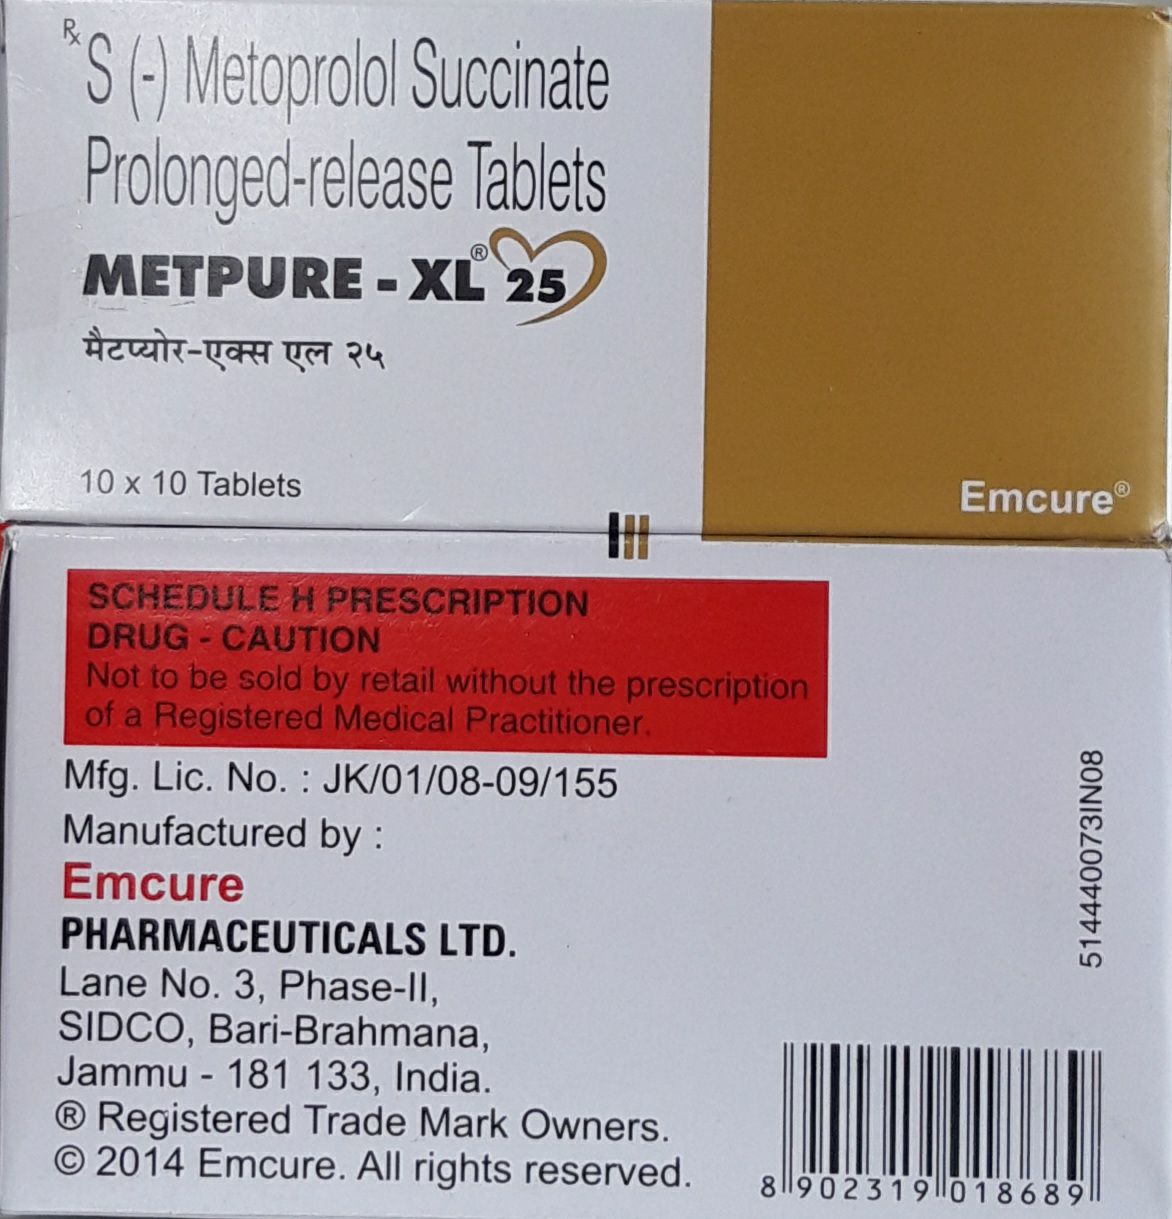 Rx S (-) Metoprolol Succinate
Prolonged-release Tablets
METPURE - XL® 25
मैटप्योर-एक्स एल २५
10 x 10 Tablets
Emcure®
SCHEDULE H PRESCRIPTION
DRUG - CAUTION
Not to be sold by retail without the prescription
of a Registered Medical Practitioner.
Mfg. Lic. No. : JK/01/08-09/155
Manufactured by :
Emcure
PHARMACEUTICALS LTD.
Lane No. 3, Phase-II,
SIDCO, Bari-Brahmana,
Jammu - 181 133, India.
® Registered Trade Mark Owners.
© 2014 Emcure. All rights reserved.
514440073IN08
8 902319 018689